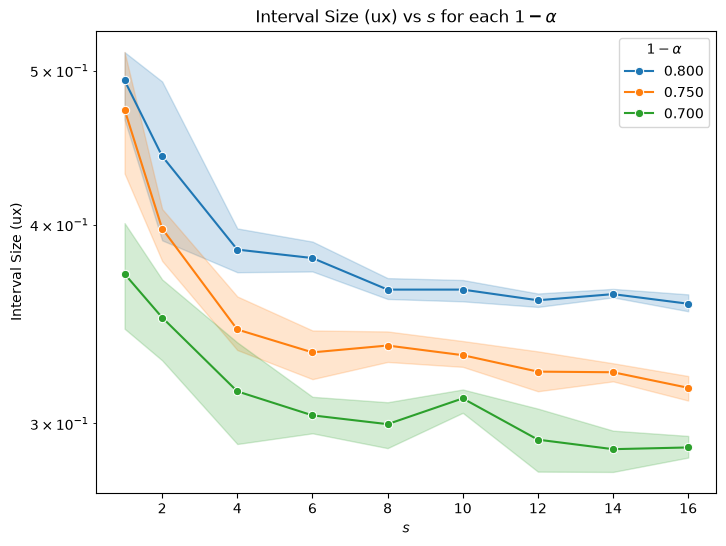 Interval Size (ux) vs s for each 1 − α
1 − α
0.800
0.750
0.700
Interval Size (ux)
5 × 10⁻¹
4 × 10⁻¹
3 × 10⁻¹
2 4 6 8 10 12 14 16
s